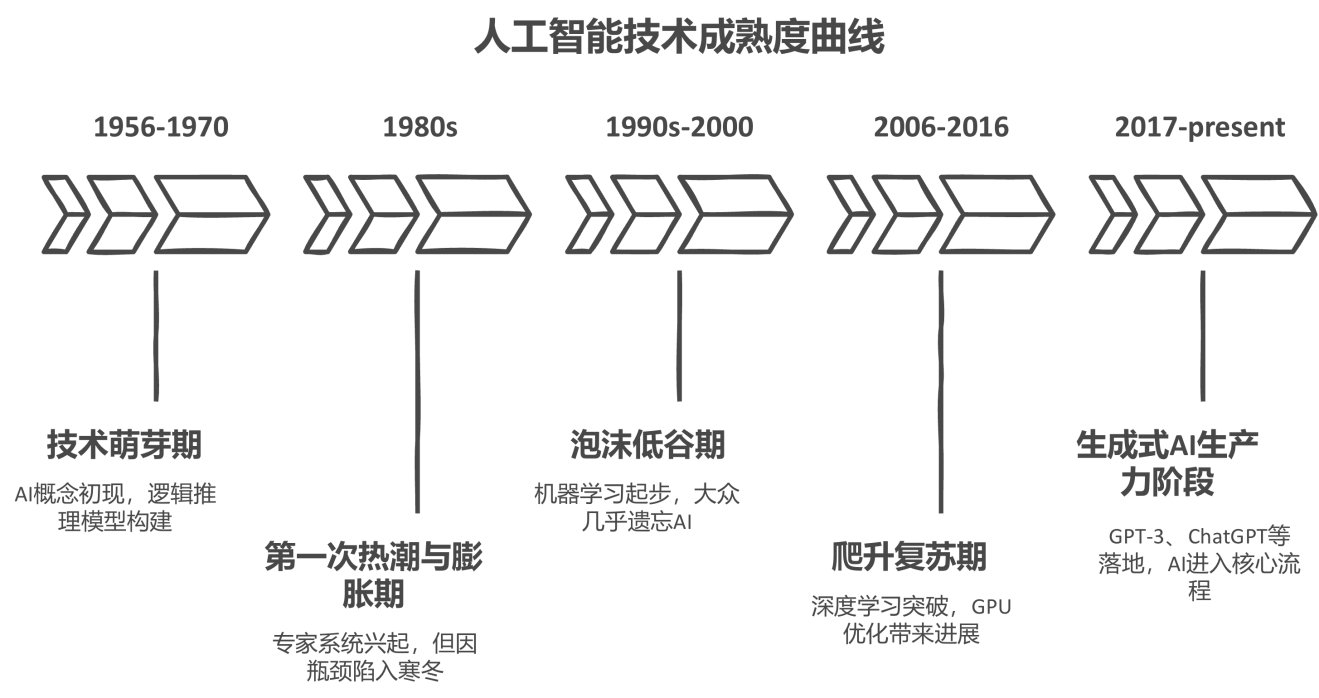 人工智能技术成熟度曲线
1956-1970
1980s
1990s-2000
2006-2016
2017-present
技术萌芽期
AI概念初现，逻辑推
理模型构建
第一次热潮与膨
胀期
专家系统兴起，但因
瓶颈陷入寒冬
泡沫低谷期
机器学习起步，大众
几乎遗忘AI
爬升复苏期
深度学习突破，GPU
优化带来进展
生成式AI生产
力阶段
GPT-3、ChatGPT等
落地，AI进入核心流
程